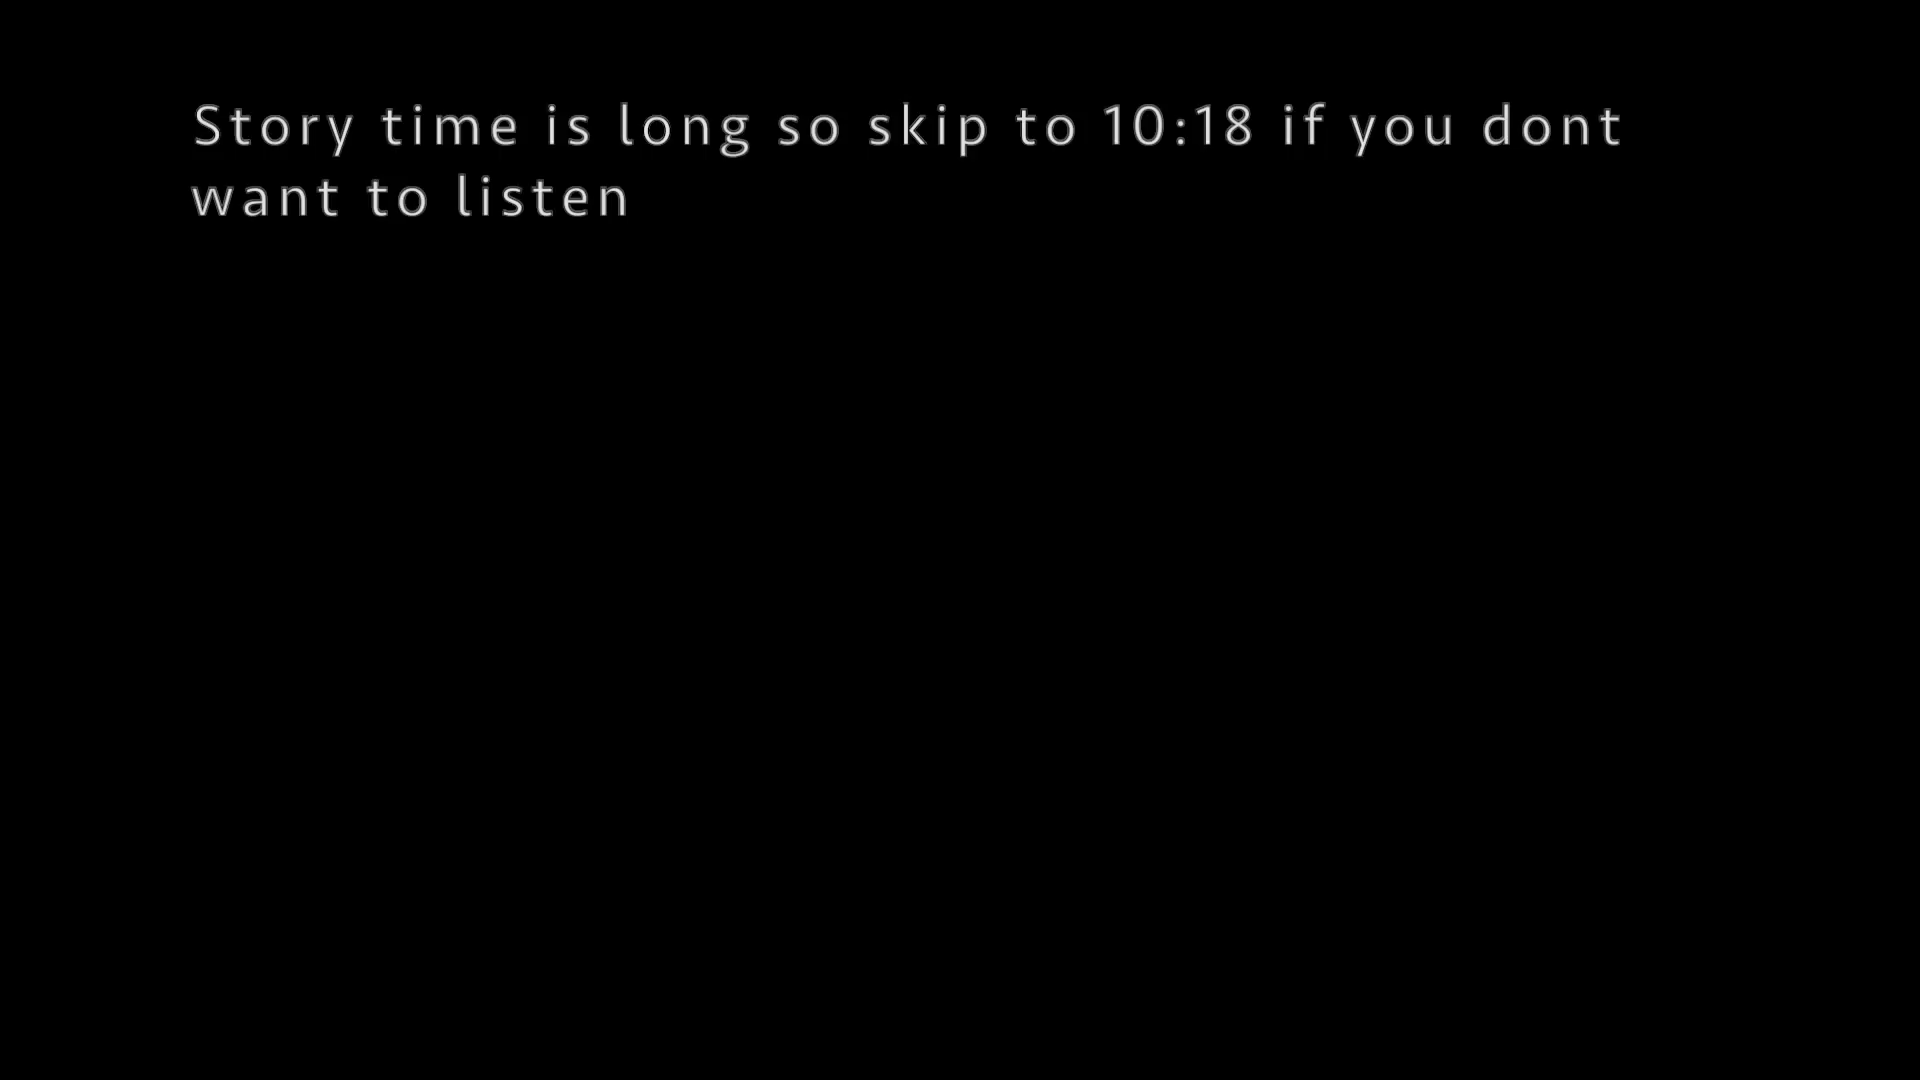 Story time is long so skip to 10:18 if you dont
want to listen